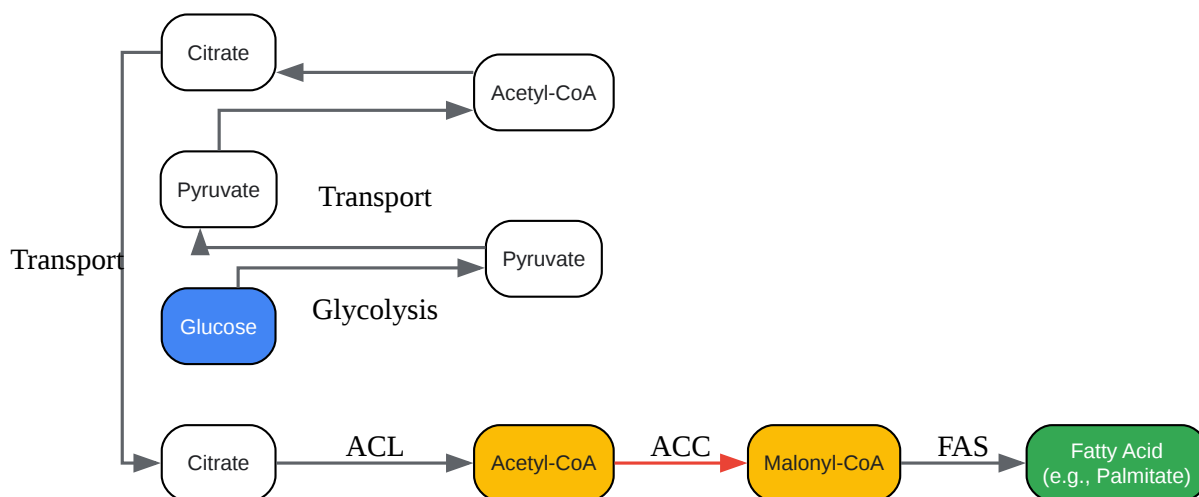 Citrate
Acetyl-CoA
Pyruvate
Transport
Transport
Pyruvate
Glycolysis
Glucose
Citrate
ACL
Acetyl-CoA
ACC
Malonyl-CoA
FAS
Fatty Acid
(e.g., Palmitate)